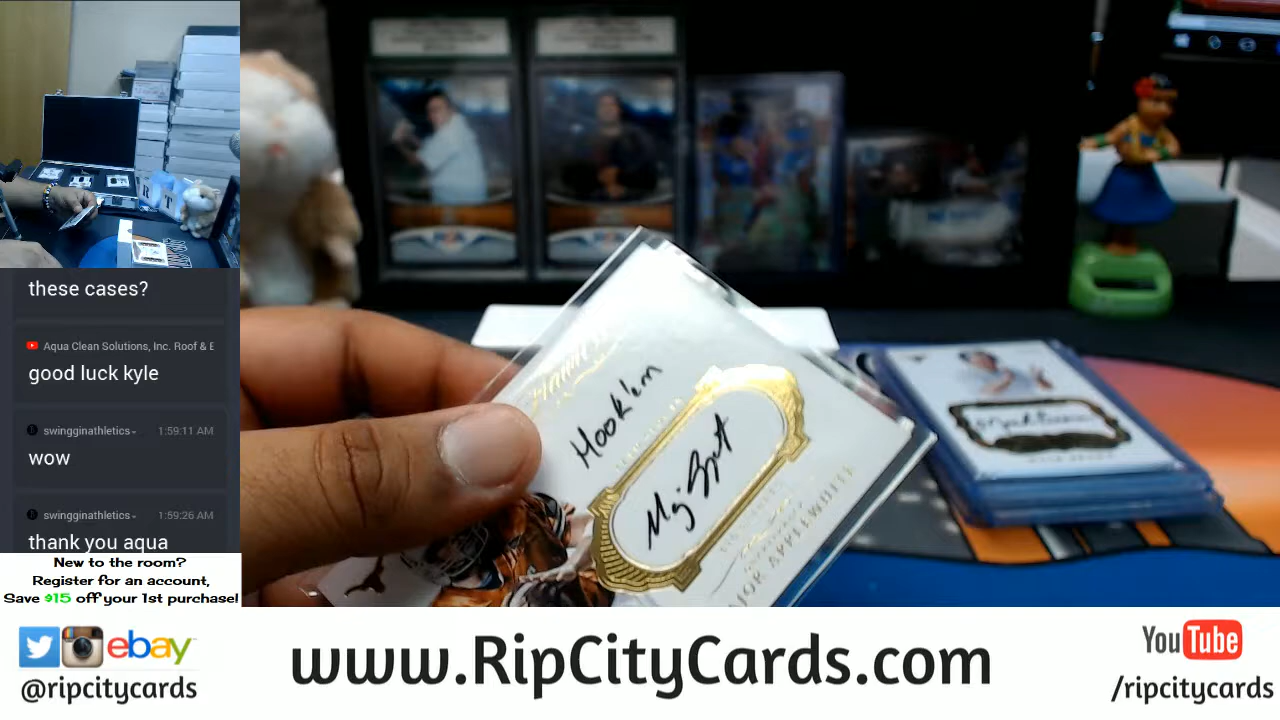 these cases?
Aqua Clean Solutions, Inc. Roof & E
good luck kyle
swingginathletics 1:59:11 AM
wow
swingginathletics 1:59:26 AM
thank you aqua
New to the room?
Register for an account,
Save $15 off your 1st purchase!
Hook'em
MAJOR APPLEWHITE
ebay
@ripcitycards
www.RipCityCards.com
YouTube
/ripcitycards